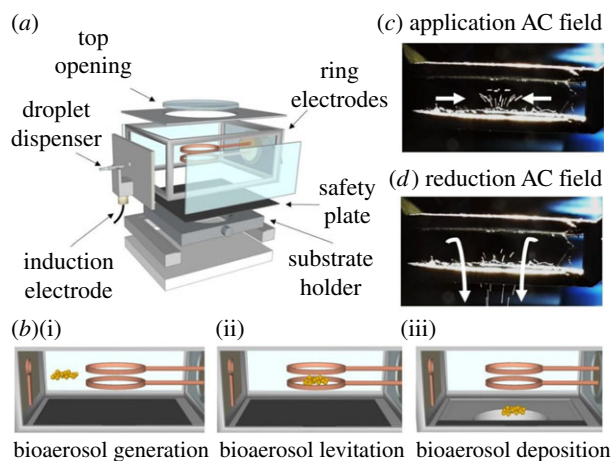 (a)
top
opening
droplet
dispenser
ring
electrodes
safety
plate
induction
electrode
substrate
holder
(c) application AC field
(d) reduction AC field
(b)(i)
(ii)
(iii)
bioaerosol generation
bioaerosol levitation
bioaerosol deposition